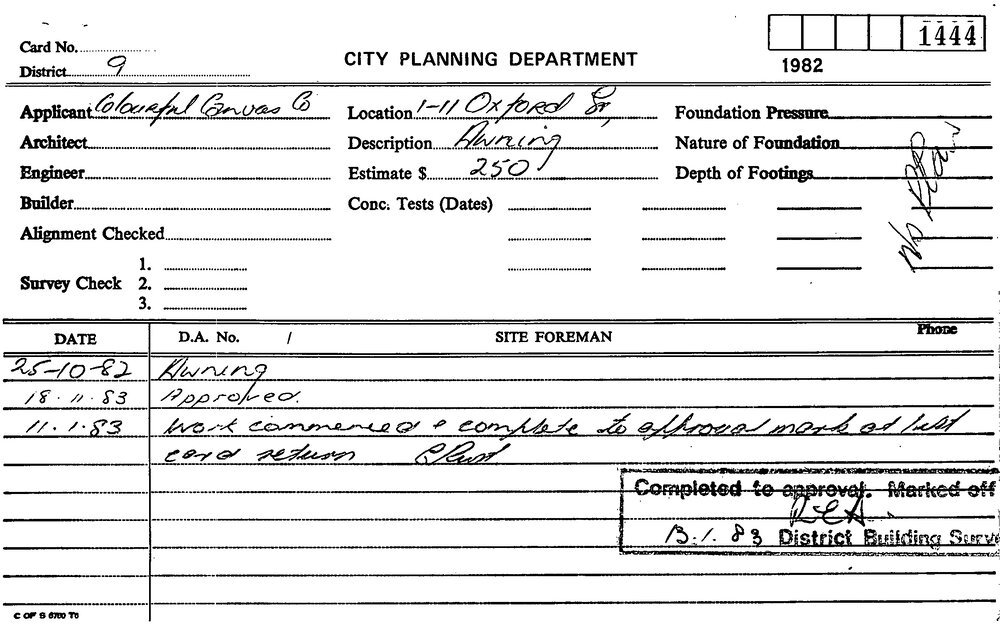 1444
Card No.
CITY PLANNING DEPARTMENT
1982
District 9
Applicant Colourful Canvas Co Location 1-11 Oxford St, Foundation Pressure
Architect Description Awning Nature of Foundation
Engineer Estimate $ 250 Depth of Footings
Builder Conc. Tests (Dates)
No
Alignment Checked
1.
Survey Check 2.
3.
DATE D.A. No. / SITE FOREMAN Phone
25-10-82 Awning
18.11.83 Approved.
11.1.83 Work commenced & complete to approval mark at list
card return
Completed to approval. Marked off
13.1.83 District Building Surve
C OF S 6700 T6